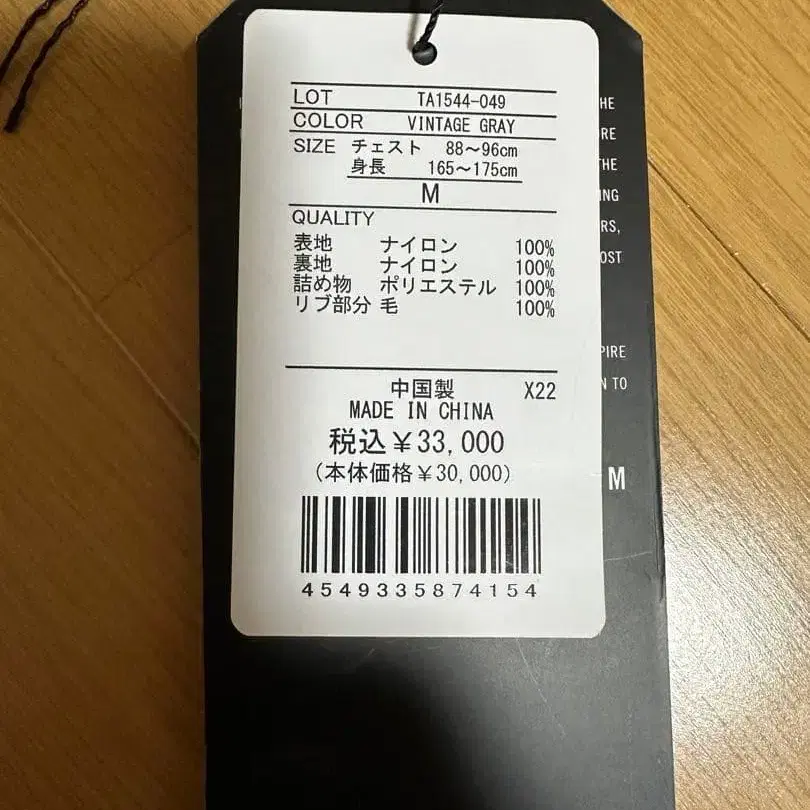 LOT TA1544-049
COLOR VINTAGE GRAY
SIZE チェスト 88～96cm
身長 165～175cm
M
QUALITY
表地 ナイロン 100%
裏地 ナイロン 100%
詰め物 ポリエステル 100%
リブ部分 毛 100%
中国製 X22
MADE IN CHINA
税込￥33,000
(本体価格￥30,000)
4549335874154
HE
ORE
THE
ING
RS,
OST
PIRE
N TO
M